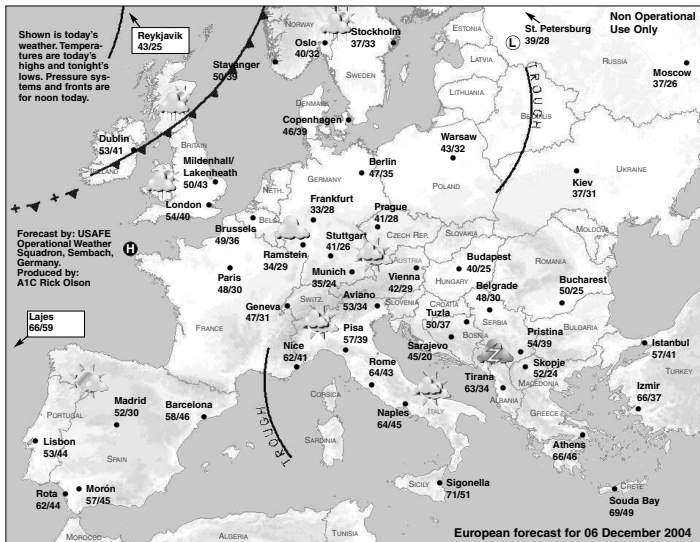 Shown is today's
weather. Tempera-
tures are today's
highs and tonight's
lows. Pressure sys-
tems and fronts are
for noon today.
Reykjavik
43/25
NORWAY
Oslo
40/32
Stockholm
37/33
SWEDEN
Stavanger
50/39
ESTONIA
St. Petersburg
39/28
L
Non Operational
Use Only
RUSSIA
LATVIA
Moscow
37/26
LITHUANIA
TROUGH
BELARUS
DENMARK
Copenhagen
46/39
Dublin
53/41
IRELAND
BRITAIN
Mildenhall/
Lakenheath
50/43
London
54/40
NETH.
Berlin
47/35
GERMANY
Warsaw
43/32
POLAND
UKRAINE
Kiev
37/31
Brussels
49/36
BELG.
Frankfurt
33/28
Prague
41/28
CZECH REP.
Stuttgart
41/26
Ramstein
34/29
SLOVAKIA
MOLDOVA
Forecast by: USAFE
Operational Weather
Squadron, Sembach,
Germany.
Produced by:
A1C Rick Olson
H
Paris
48/30
Munich
35/24
AUSTRIA
Vienna
42/29
Budapest
40/25
HUNGARY
ROMANIA
Lajes
66/59
Geneva
47/31
SWITZ.
Aviano
53/34
SLOVENIA
CROATIA
Belgrade
48/30
Bucharest
50/25
Tuzla
50/37
BOSNIA
SERBIA
FRANCE
Pisa
57/39
Nice
62/41
Sarajevo
45/20
Pristina
54/39
BULGARIA
Skopje
52/24
Istanbul
57/41
TURKEY
Rome
64/43
Tirana
63/34
MACEDONIA
ALBANIA
Izmir
66/37
PORTUGAL
Madrid
52/30
Barcelona
58/46
TROUGH
CORSICA
Naples
64/45
ITALY
GREECE
Lisbon
53/44
SPAIN
SARDINIA
Athens
66/46
Rota
62/44
Morón
57/45
SICILY
Sigonella
71/51
CRETE
Souda Bay
69/49
MOROCCO
ALGERIA
TUNISIA
European forecast for 06 December 2004